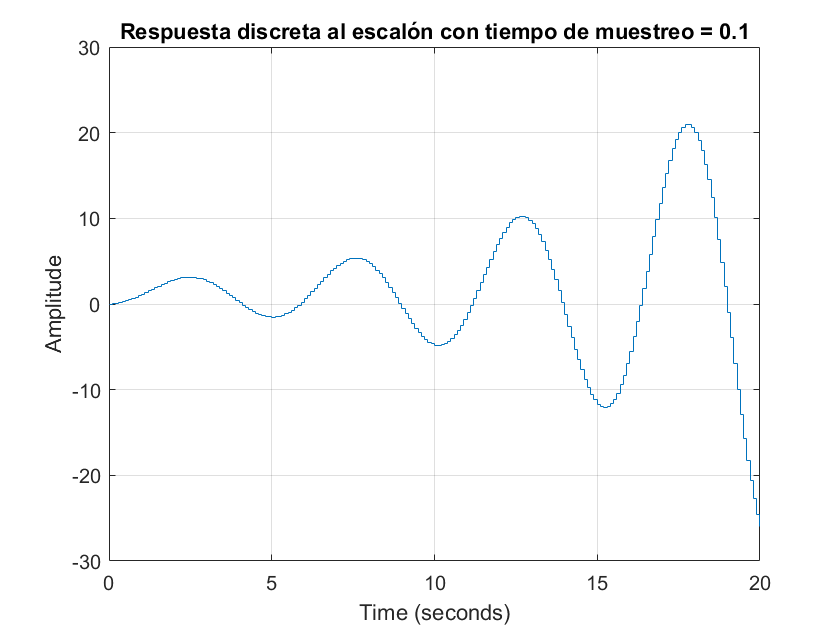 Respuesta discreta al escalón con tiempo de muestreo = 0.1
30
20
10
0
-10
-20
-30
Amplitude
0 5 10 15 20
Time (seconds)